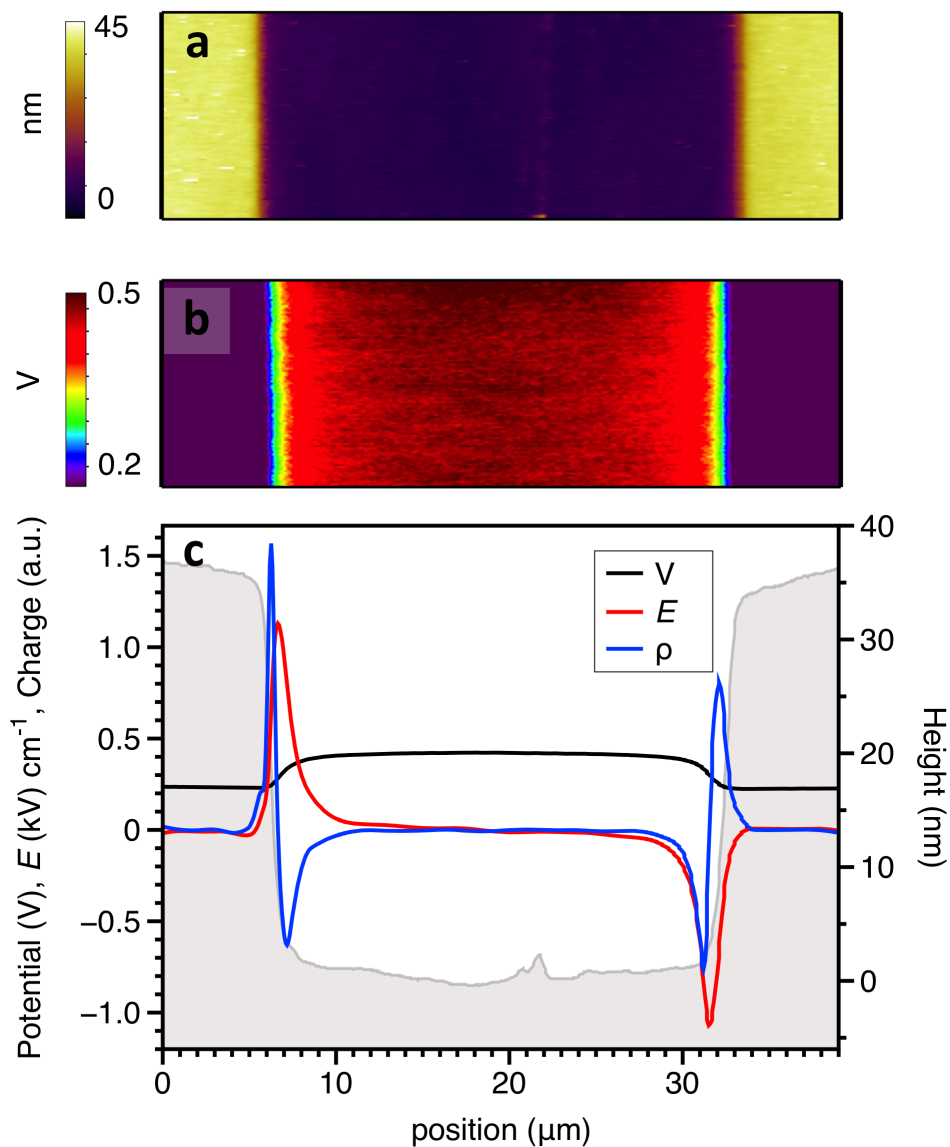 45
a
nm
0
0.5
b
V
0.2
c
Potential (V), E (kV) cm⁻¹, Charge (a.u.)
1.5
1.0
0.5
0
−0.5
−1.0
V
E
ρ
40
30
20
10
0
Height (nm)
0 10 20 30
position (μm)